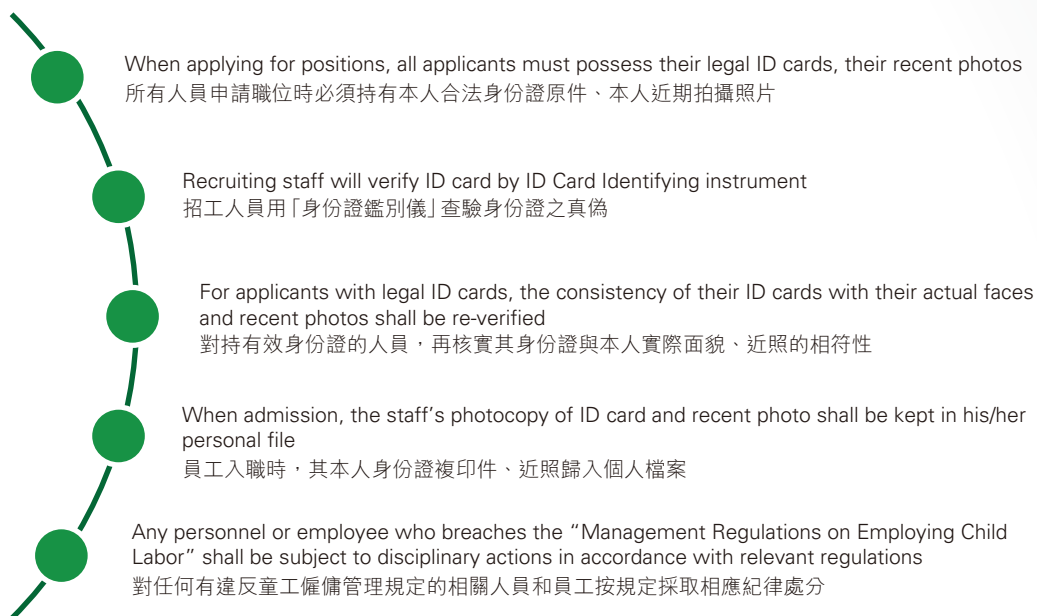 When applying for positions, all applicants must possess their legal ID cards, their recent photos
所有人員申請職位時必須持有本人合法身份證原件、本人近期拍攝照片
Recruiting staff will verify ID card by ID Card Identifying instrument
招工人員用「身份證鑑別儀」查驗身份證之真偽
For applicants with legal ID cards, the consistency of their ID cards with their actual faces
and recent photos shall be re-verified
對持有效身份證的人員，再核實其身份證與本人實際面貌、近照的相符性
When admission, the staff’s photocopy of ID card and recent photo shall be kept in his/her
personal file
員工入職時，其本人身份證複印件、近照歸入個人檔案
Any personnel or employee who breaches the “Management Regulations on Employing Child
Labor” shall be subject to disciplinary actions in accordance with relevant regulations
對任何有違反童工僱傭管理規定的相關人員和員工按規定採取相應紀律處分